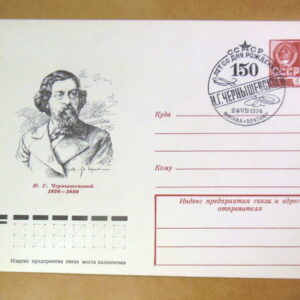 СССР
150
ЛЕТ СО ДНЯ РОЖДЕНИЯ
Н.Г. ЧЕРНЫШЕВСКИЙ
24 VII 1978
МОСКВА-ПОЧТАМТ
СССР
Куда
Кому
Индекс предприятия связи и адрес отправителя
Н. Г. Чернышевский
1828—1889
Индекс предприятия связи места назначения